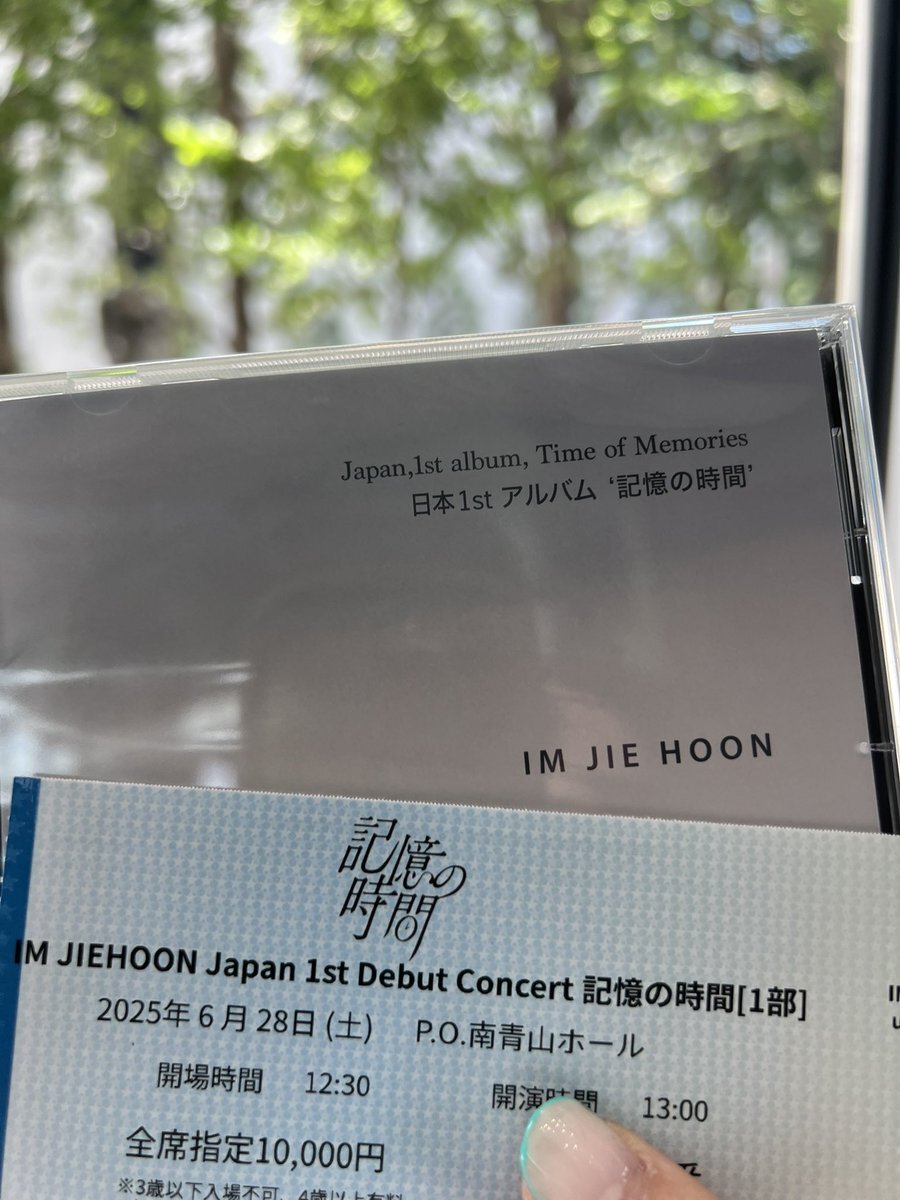 Japan,1st album, Time of Memories
日本1st アルバム ‘記憶の時間’
IM JIE HOON
記憶の
時間
IM JIEHOON Japan 1st Debut Concert 記憶の時間[1部]
2025年 6月 28日 (土) P.O.南青山ホール
開場時間 12:30 開演時間 13:00
全席指定10,000円
※3歳以下入場不可、4歳以上有料